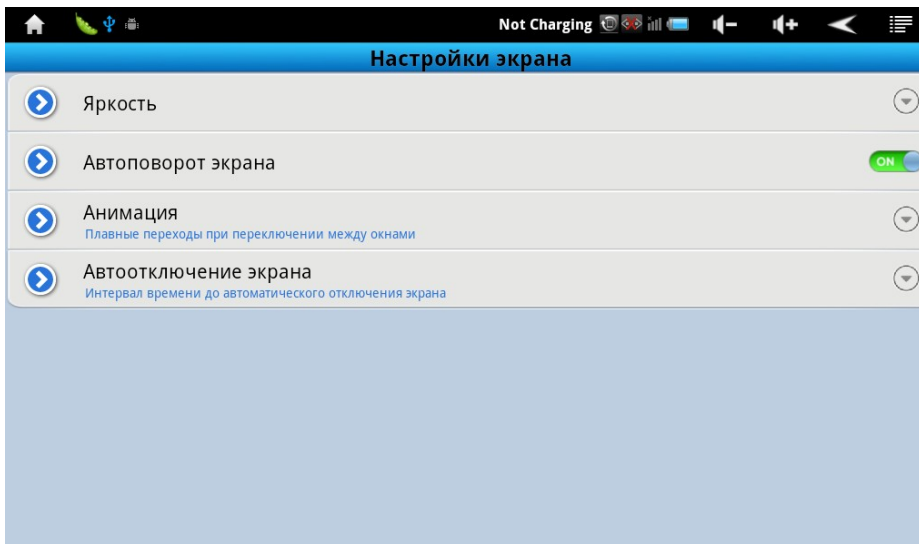 Not Charging
Настройки экрана
Яркость
Автоповорот экрана
ON
Анимация
Плавные переходы при переключении между окнами
Автоотключение экрана
Интервал времени до автоматического отключения экрана